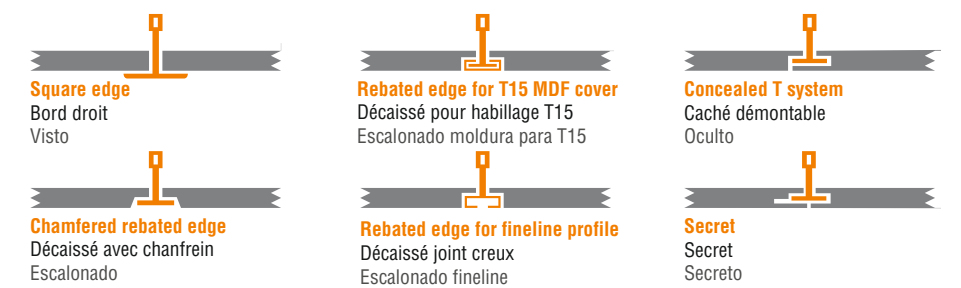 Square edge
Bord droit
Visto
Rebated edge for T15 MDF cover
Décaissé pour habillage T15
Escalonado moldura para T15
Concealed T system
Caché démontable
Oculto
Chamfered rebated edge
Décaissé avec chanfrein
Escalonado
Rebated edge for fineline profile
Décaissé joint creux
Escalonado fineline
Secret
Secret
Secreto